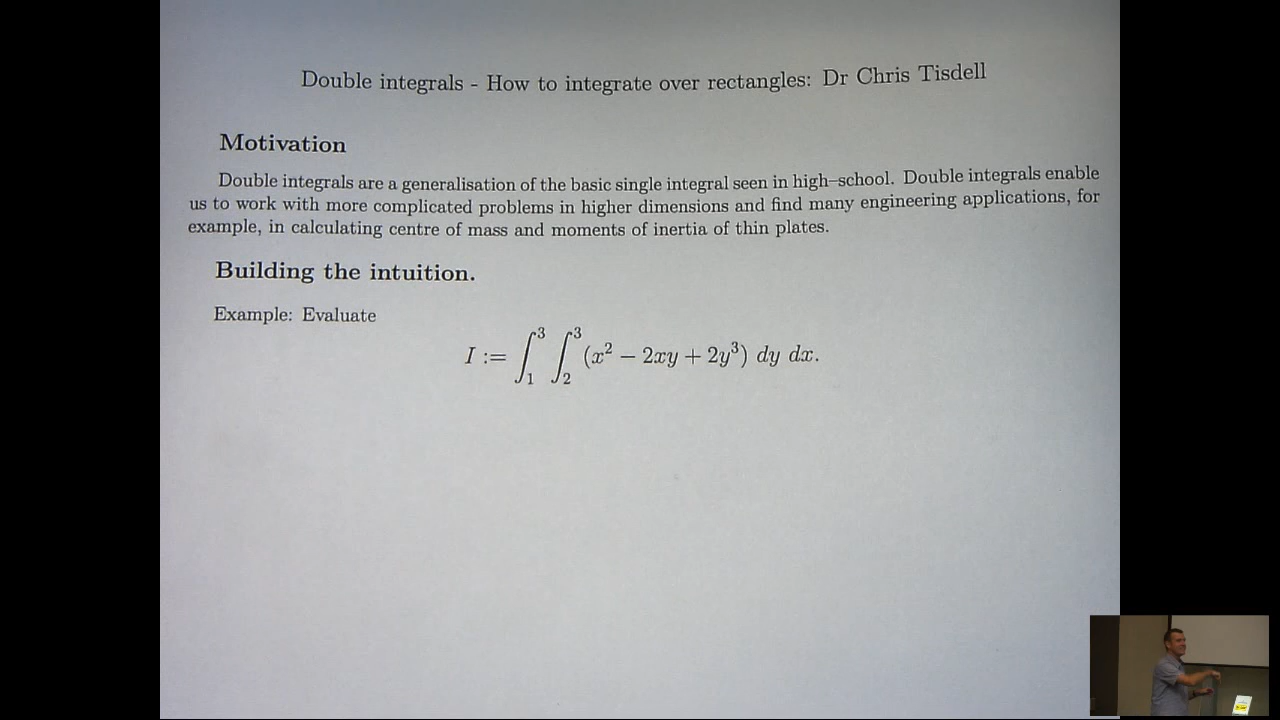 Double integrals - How to integrate over rectangles: Dr Chris Tisdell
Motivation
Double integrals are a generalisation of the basic single integral seen in high–school. Double integrals enable
us to work with more complicated problems in higher dimensions and find many engineering applications, for
example, in calculating centre of mass and moments of inertia of thin plates.
Building the intuition.
Example: Evaluate
I := ∫₁³ ∫₂³ (x² − 2xy + 2y³) dy dx.